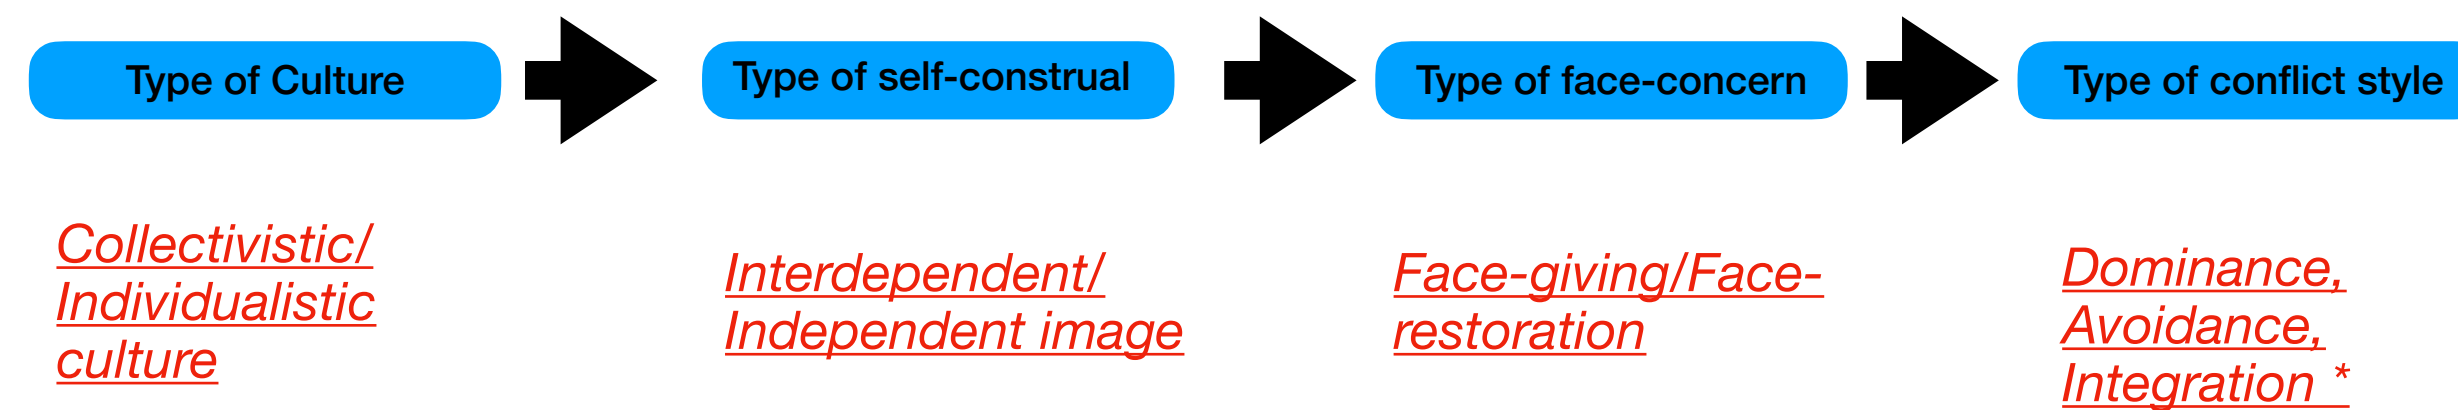 Type of Culture
Type of self-construal
Type of face-concern
Type of conflict style
Collectivistic/
Individualistic
culture
Interdependent/
Independent image
Face-giving/Face-
restoration
Dominance,
Avoidance,
Integration *